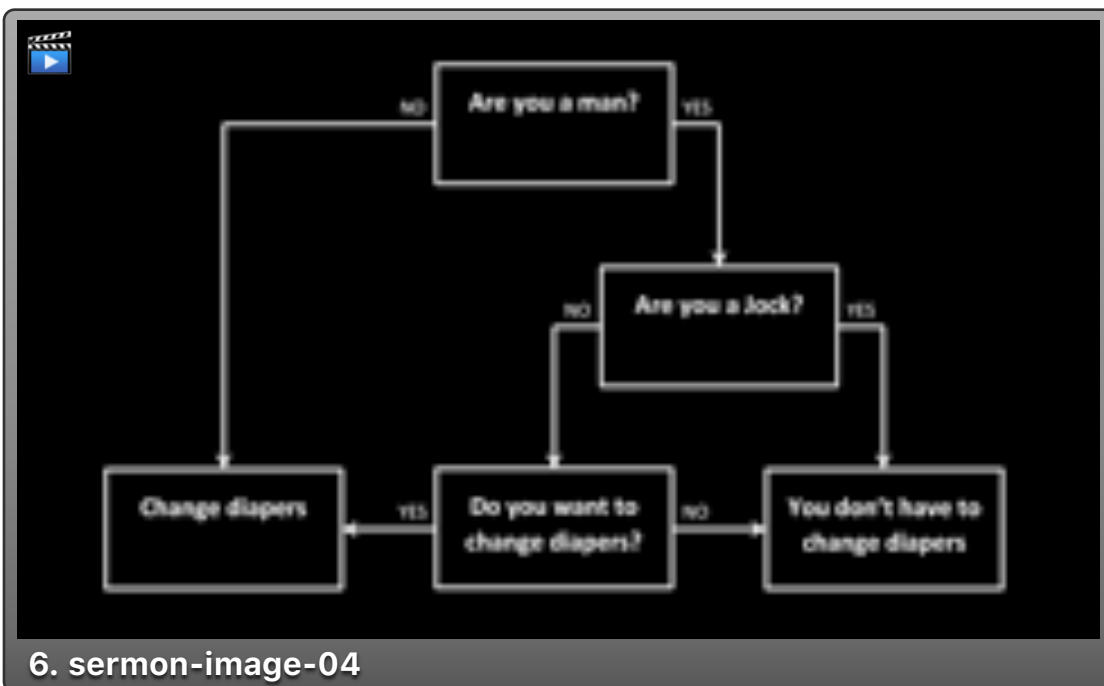 Are you a man?
NO
YES
Are you a Jock?
NO
YES
Change diapers
YES
Do you want to
change diapers?
NO
You don't have to
change diapers
6. sermon-image-04